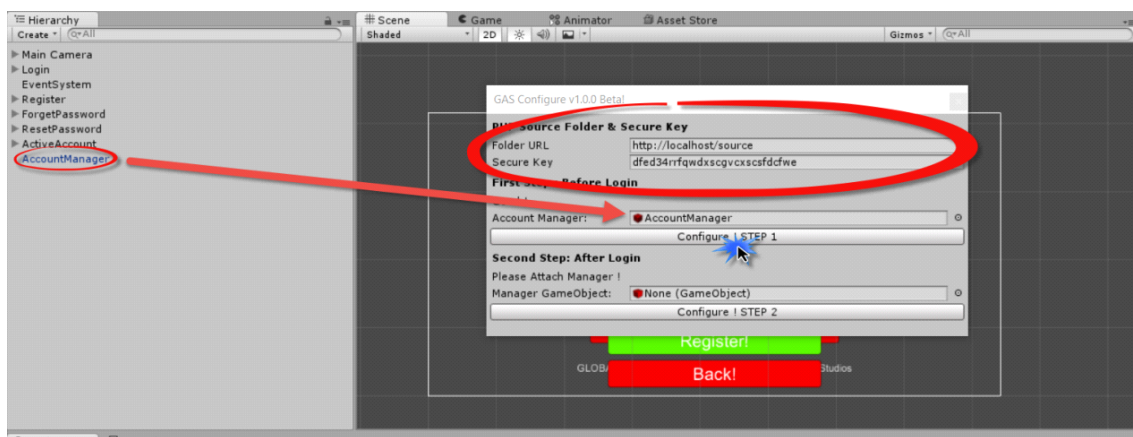 Hierarchy
Create
All
Main Camera
Login
EventSystem
Register
ForgetPassword
ResetPassword
ActiveAccount
AccountManager
Scene Game Animator Asset Store
Shaded 2D Gizmos All
GAS Configure v1.0.0 Beta!
Source Folder & Secure Key
Folder URL http://localhost/source
Secure Key dfed34rrfqwdxscgvcxscsfdcfwe
First Step: Before Login
Account Manager: AccountManager
Configure ! STEP 1
Second Step: After Login
Please Attach Manager !
Manager GameObject: None (GameObject)
Configure ! STEP 2
Register!
Back!